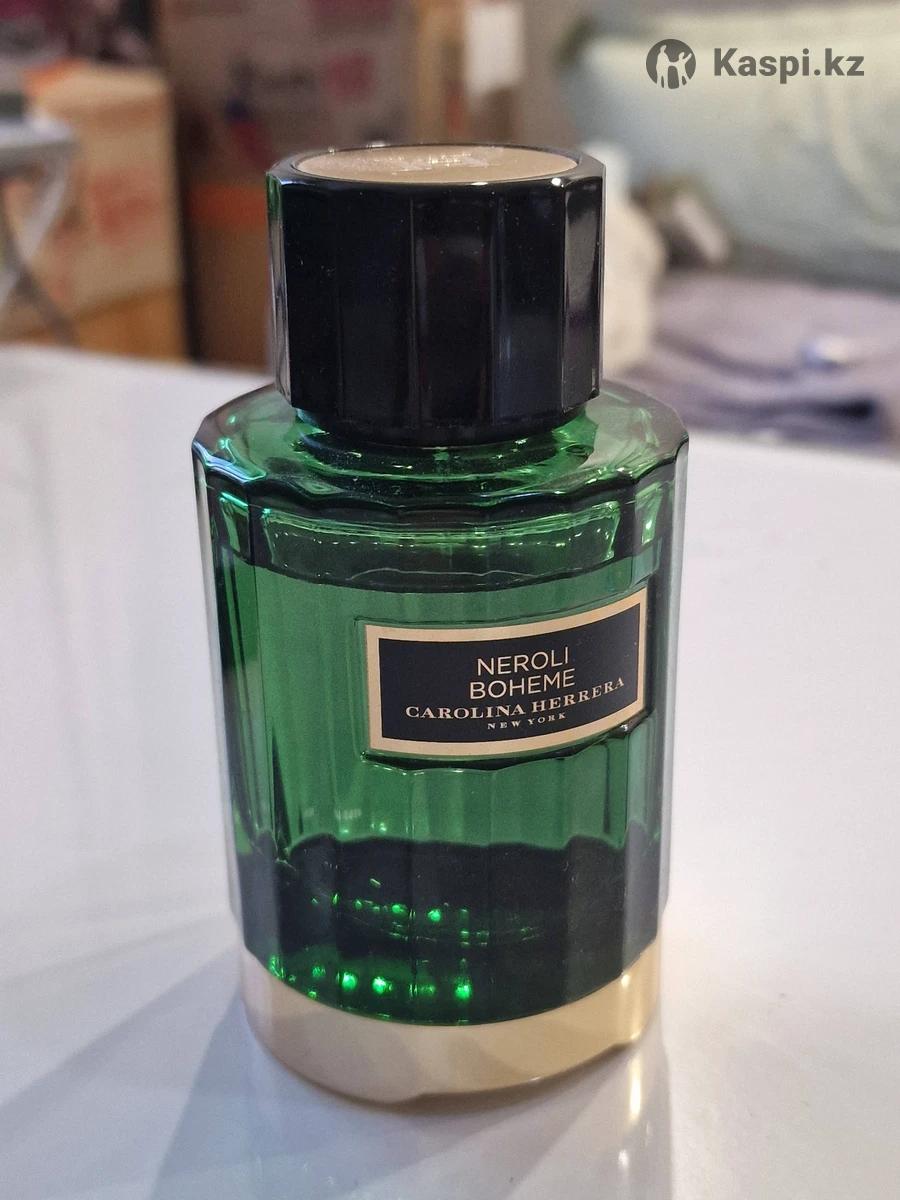 Kaspi.kz
NEROLI
BOHEME
CAROLINA HERRERA
NEW YORK